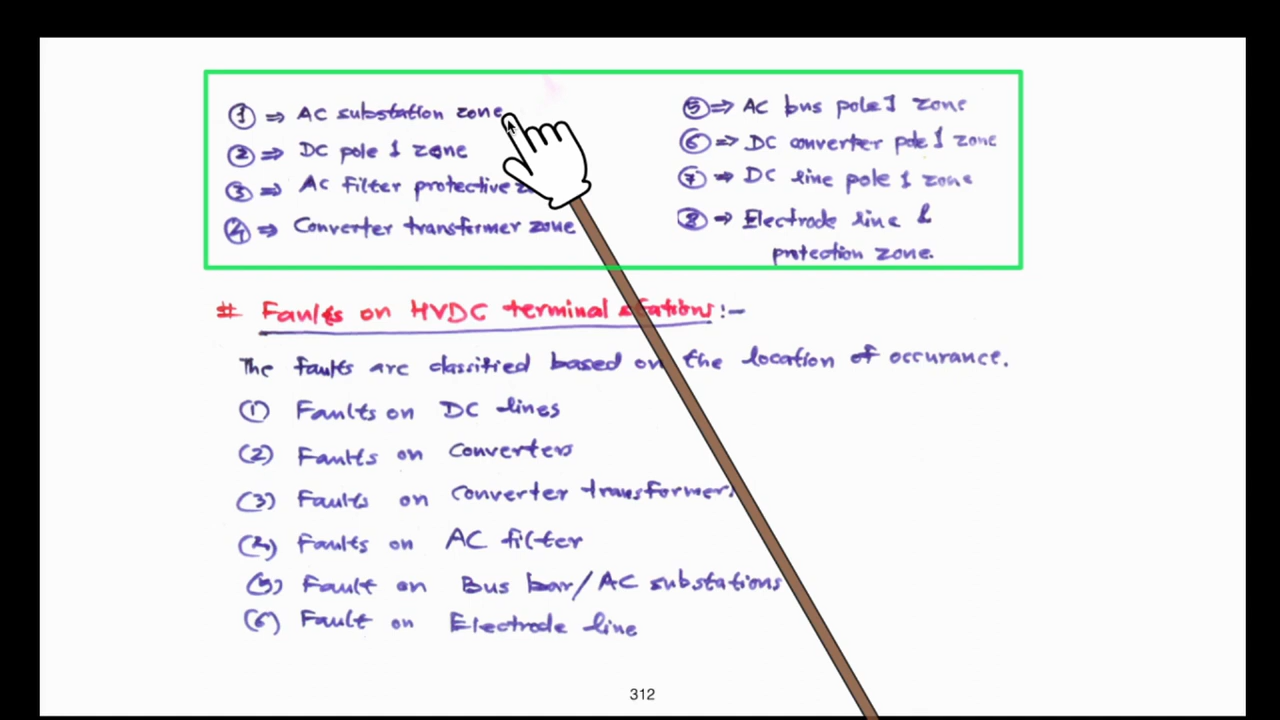 ① ⇒ AC substation zone
② ⇒ DC pole 1 zone
③ ⇒ AC Filter protective
④ ⇒ Converter transformer zone
⑤ ⇒ AC bus pole 1 zone
⑥ ⇒ DC converter pole 1 zone
⑦ ⇒ DC line pole 1 zone
⑧ ⇒ Electrode line &
protection zone.
# Faults on HVDC terminal stations :-
The faults are classified based on the location of occurance.
(1) Faults on DC lines
(2) Faults on Converters
(3) Faults on Converter transformers
(4) Faults on AC filter
(5) Fault on Bus bar/AC substations
(6) Fault on Electrode line
312